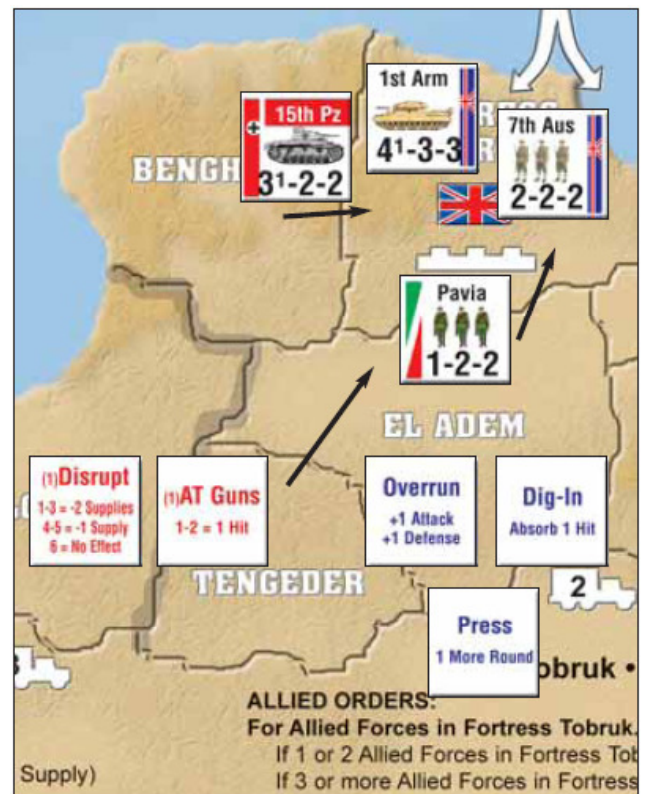 1st Arm
15th Pz
4¹-3-3
7th Aus
BENGH
3¹-2-2
2-2-2
Pavia
1-2-2
EL ADEM
(1)Disrupt
1-3 = -2 Supplies
4-5 = -1 Supply
6 = No Effect
(1)AT Guns
1-2 = 1 Hit
Overrun
+1 Attack
+1 Defense
Dig-In
Absorb 1 Hit
TENGEDER
2
Press
1 More Round
obruk •
ALLIED ORDERS:
For Allied Forces in Fortress Tobruk.
If 1 or 2 Allied Forces in Fortress Tob
If 3 or more Allied Forces in Fortress
Supply)